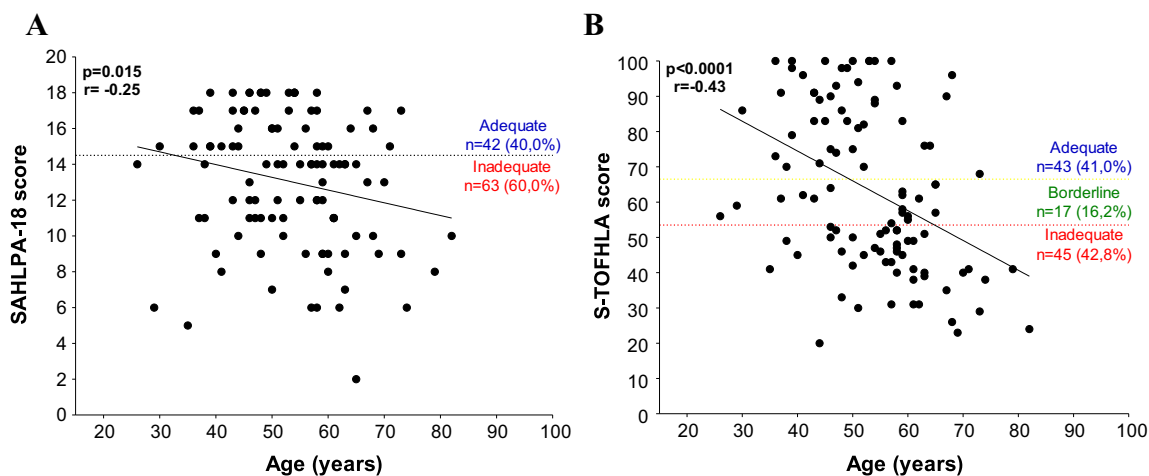 A
SAHLPA-18 score
20
18
16
14
12
10
8
6
4
2
0
p=0.015
r= -0.25
Adequate
n=42 (40,0%)
Inadequate
n=63 (60,0%)
20 30 40 50 60 70 80 90 100
Age (years)
B
S-TOFHLA score
100
90
80
70
60
50
40
30
20
10
0
p<0.0001
r=-0.43
Adequate
n=43 (41,0%)
Borderline
n=17 (16,2%)
Inadequate
n=45 (42,8%)
20 30 40 50 60 70 80 90 100
Age (years)